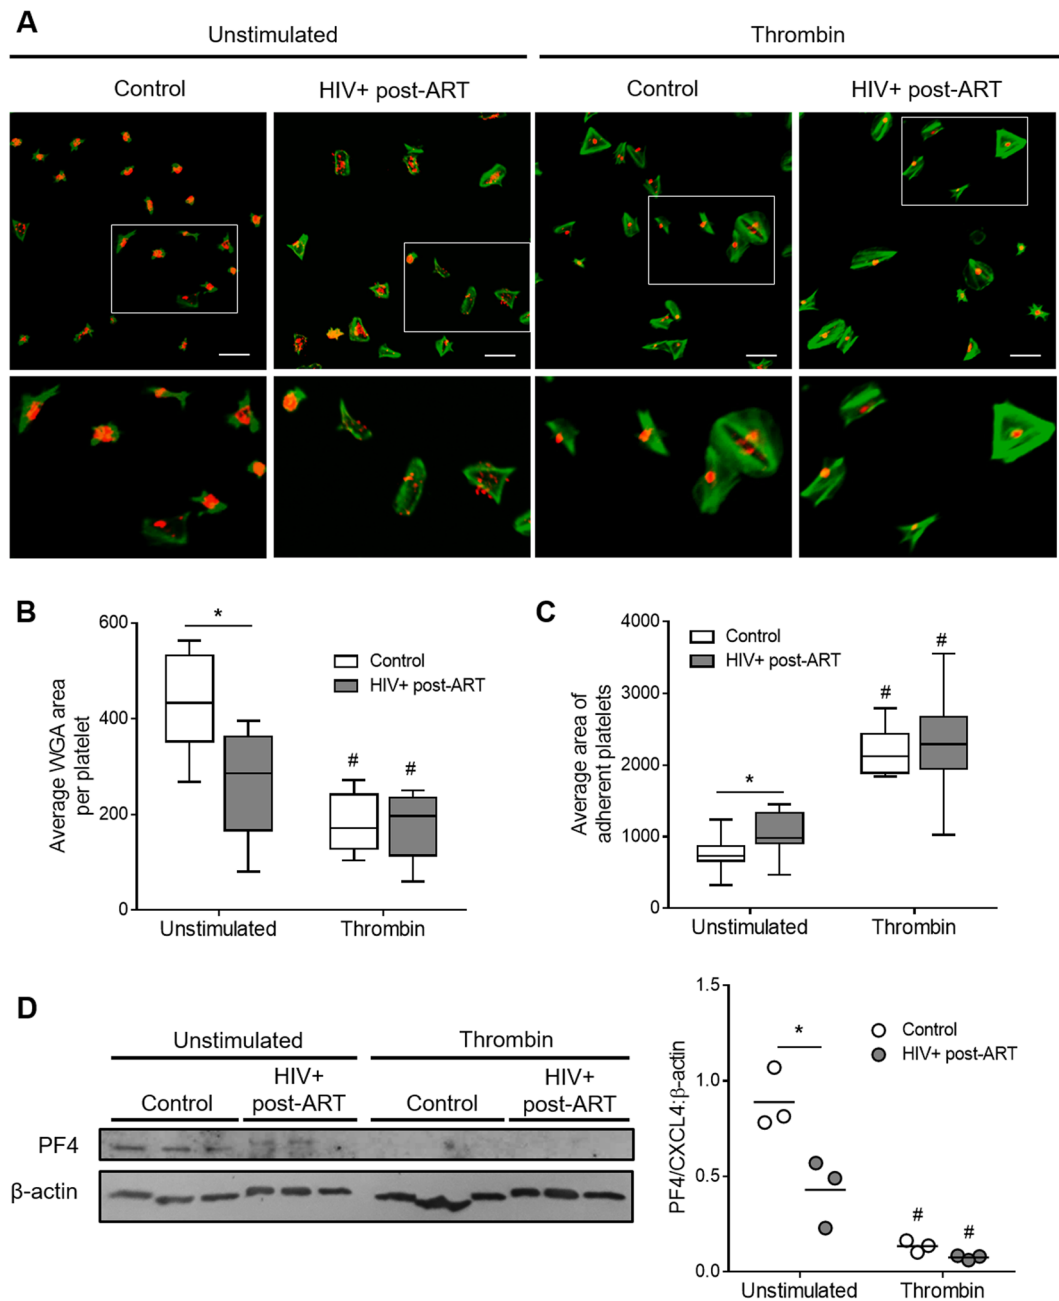 A
Unstimulated
Thrombin
Control
HIV+ post-ART
Control
HIV+ post-ART
B
600
400
200
0
Average WGA area
per platelet
*
#
#
Control
HIV+ post-ART
Unstimulated
Thrombin
C
4000
3000
2000
1000
0
Average area of
adherent platelets
Control
HIV+ post-ART
*
#
#
Unstimulated
Thrombin
D
Unstimulated
Thrombin
Control
HIV+
post-ART
Control
HIV+
post-ART
PF4
β-actin
1.5
1.0
0.5
0.0
PF4/CXCL4:β-actin
*
#
#
Control
HIV+ post-ART
Unstimulated
Thrombin